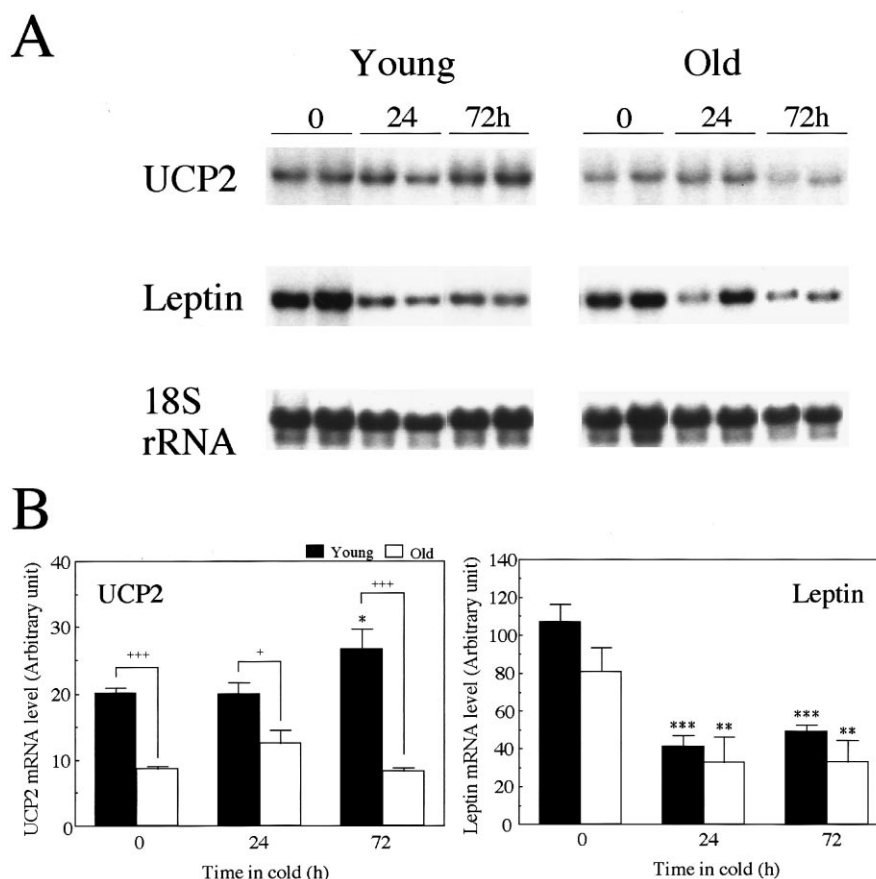 A
Young Old
0 24 72h 0 24 72h
UCP2
Leptin
18S
rRNA
B
Young Old
UCP2 mRNA level (Arbitrary unit)
40
30
20
10
0
UCP2
+++
+
+++
*
0 24 72
Time in cold (h)
Leptin mRNA level (Arbitrary unit)
140
120
100
80
60
40
20
0
Leptin
***
**
***
**
0 24 72
Time in cold (h)